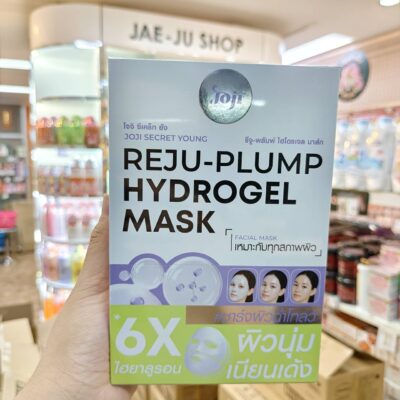 JAE-JU SHOP
Joji
โจจิ ซีเคล็ท ยัง
JOJI SECRET YOUNG
รีจู-พลัมพ์ ไฮโดรเจล มาส์ก
REJU-PLUMP
HYDROGEL
MASK
FACIAL MASK
เหมาะกับทุกสภาพผิว
6X
ไฮยาลูรอน
ผิวนุ่ม
เนียนเด้ง